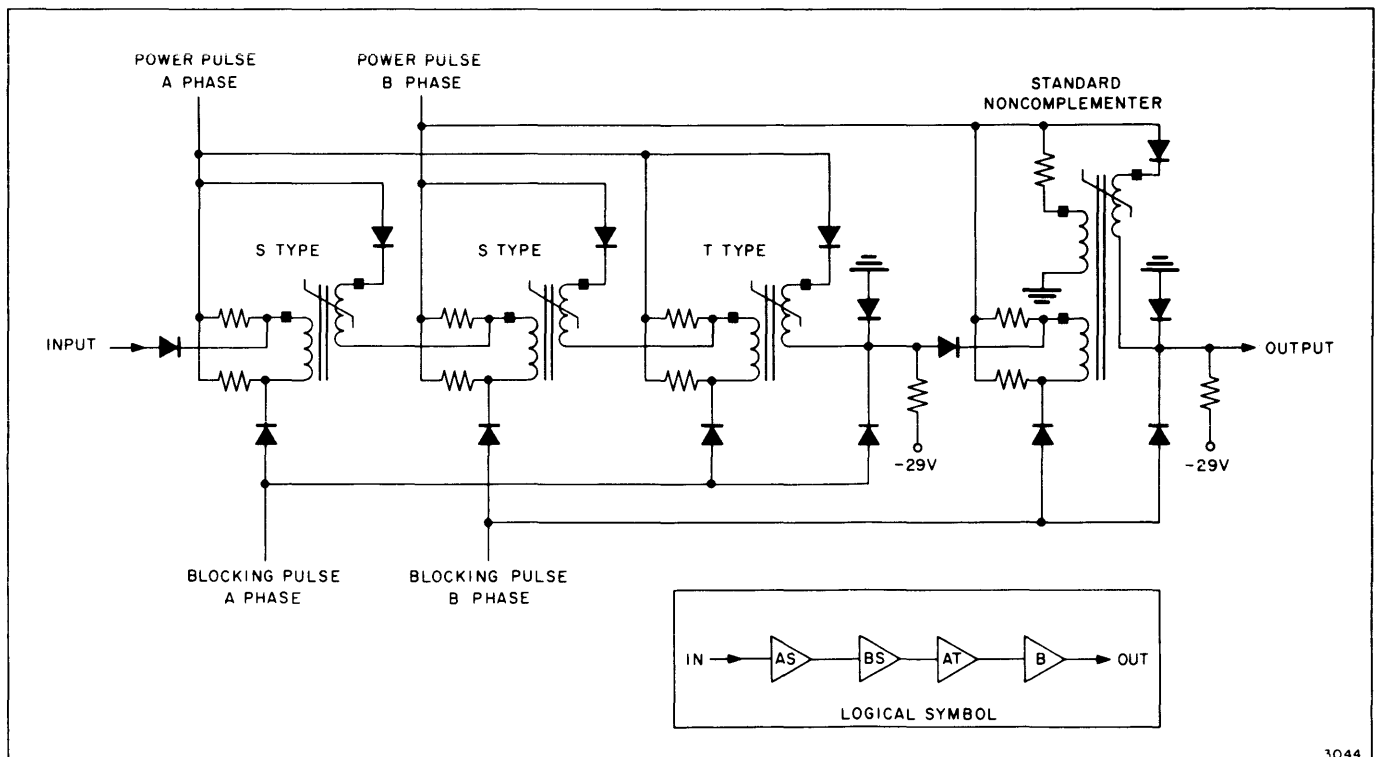 POWER PULSE
A PHASE
POWER PULSE
B PHASE
STANDARD
NONCOMPLEMENTER
S TYPE
S TYPE
T TYPE
INPUT
OUTPUT
-29V
-29V
BLOCKING PULSE
A PHASE
BLOCKING PULSE
B PHASE
IN
AS
BS
AT
B
OUT
LOGICAL SYMBOL
3044